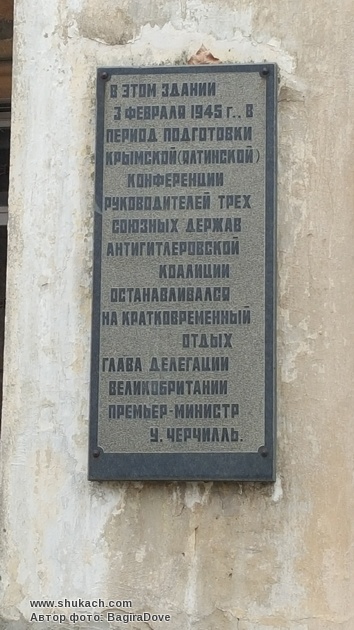 В ЭТОМ ЗДАНИИ
3 ФЕВРАЛЯ 1945 г., В
ПЕРИОД ПОДГОТОВКИ
КРЫМСКОЙ (ЯЛТИНСКОЙ)
КОНФЕРЕНЦИИ
РУКОВОДИТЕЛЕЙ ТРЕХ
СОЮЗНЫХ ДЕРЖАВ
АНТИГИТЛЕРОВСКОЙ
КОАЛИЦИИ
ОСТАНАВЛИВАЛСЯ
НА КРАТКОВРЕМЕННЫЙ
ОТДЫХ
ГЛАВА ДЕЛЕГАЦИИ
ВЕЛИКОБРИТАНИИ
ПРЕМЬЕР-МИНИСТР
У. ЧЕРЧИЛЛЬ.
www.shukach.com
Автор фото: BagiraDove